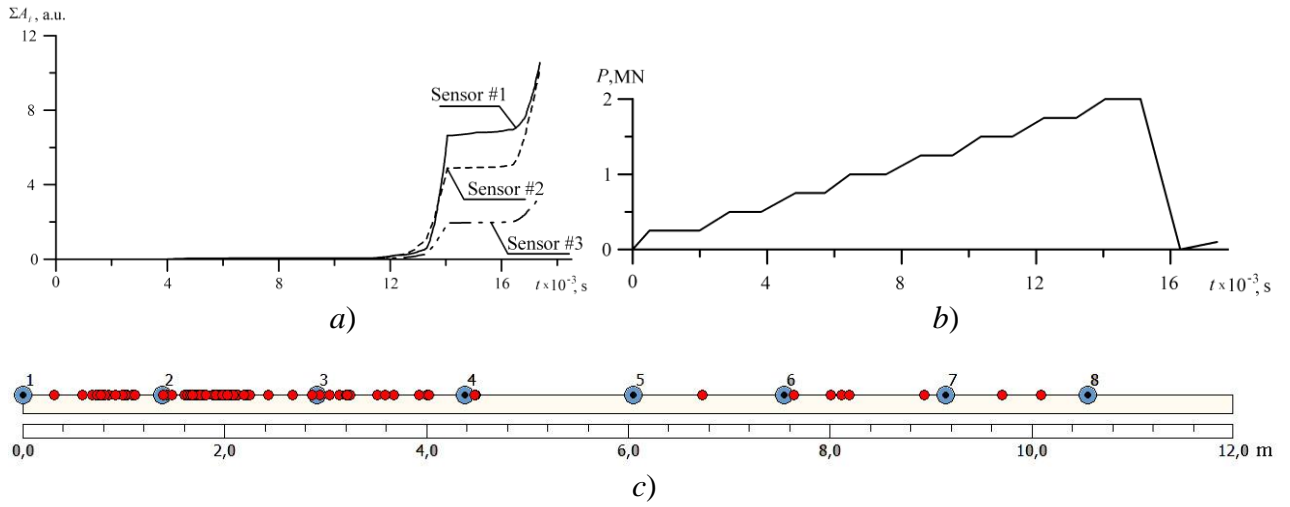 ΣAi, a.u.
12
8
4
0
Sensor #1
Sensor #2
Sensor #3
0 4 8 12 16 t×10-3, s
a)
P,MN
2
1
0
0 4 8 12 16 t×10-3, s
b)
1 2 3 4 5 6 7 8
0,0 2,0 4,0 6,0 8,0 10,0 12,0 m
c)